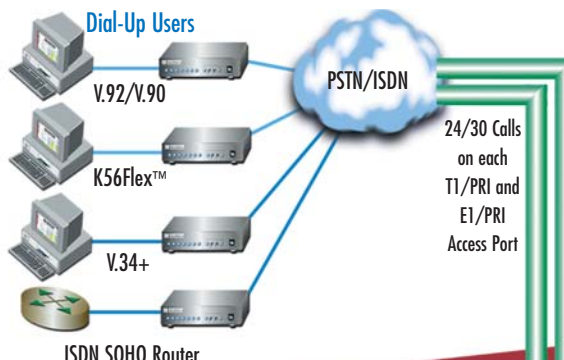 Dial-Up Users
V.92/V.90
PSTN/ISDN
K56Flex™
24/30 Calls
on each
T1/PRI and
E1/PRI
Access Port
V.34+
ISDN SOHO Router